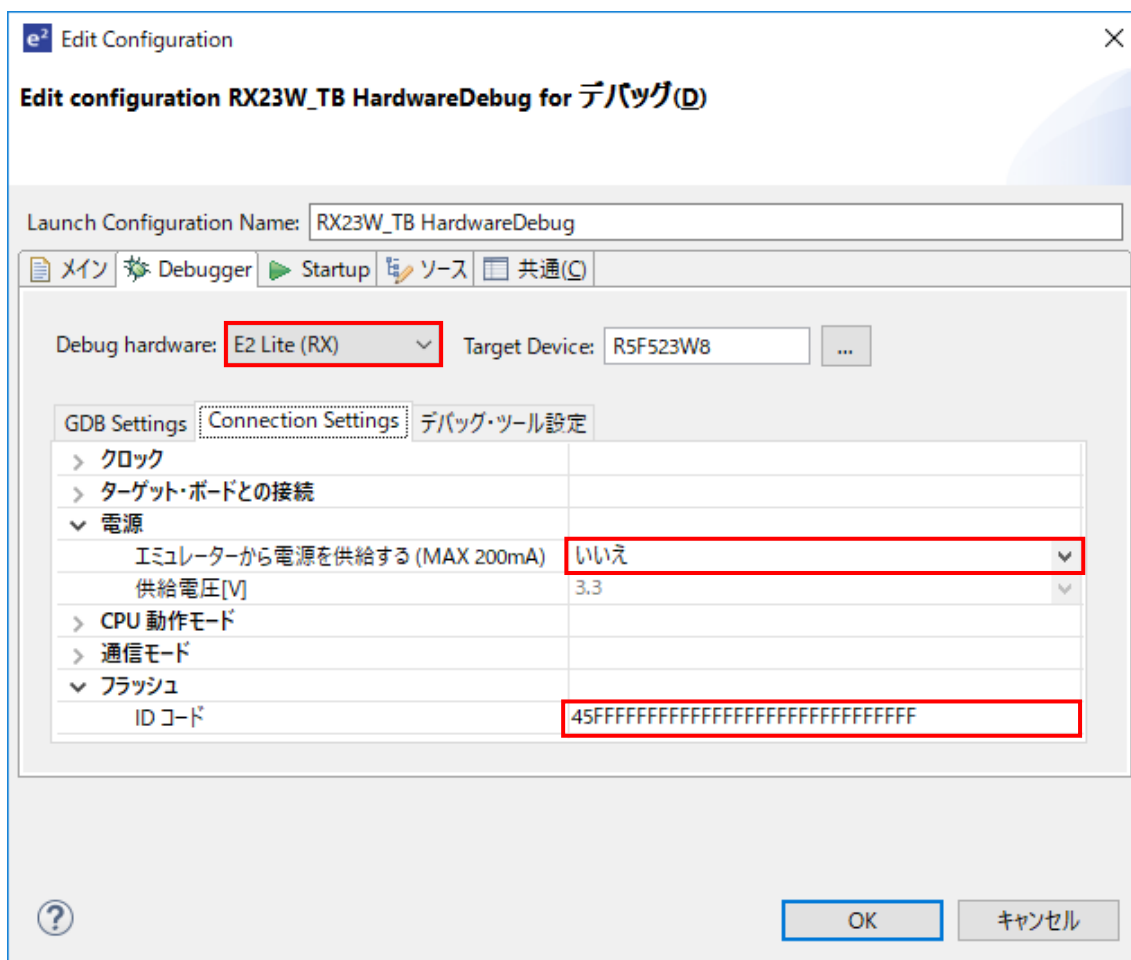 e² Edit Configuration
Edit configuration RX23W_TB HardwareDebug for デバッグ(D)
Launch Configuration Name: RX23W_TB HardwareDebug
メイン Debugger Startup ソース 共通(C)
Debug hardware: E2 Lite (RX) Target Device: R5F523W8 ...
GDB Settings Connection Settings デバッグ・ツール設定
クロック
ターゲット・ボードとの接続
電源
エミュレーターから電源を供給する (MAX 200mA) いいえ
供給電圧[V] 3.3
CPU 動作モード
通信モード
フラッシュ
ID コード 45FFFFFFFFFFFFFFFFFFFFFFFFFFFFFF
? OK キャンセル